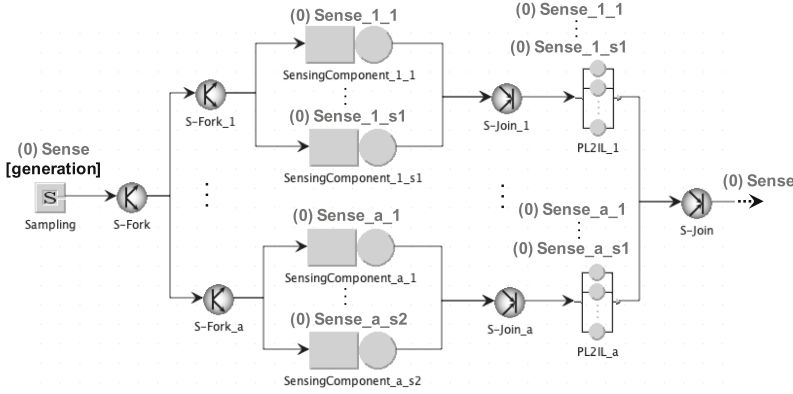 (0) Sense_1_1
SensingComponent_1_1
(0) Sense_1_s1
SensingComponent_1_s1
S-Fork_1
(0) Sense
[generation]
S
Sampling
S-Fork
(0) Sense_a_1
SensingComponent_a_1
(0) Sense_a_s2
SensingComponent_a_s2
S-Fork_a
S-Join_1
S-Join_a
(0) Sense_1_1
(0) Sense_1_s1
PL2IL_1
(0) Sense_a_1
(0) Sense_a_s1
PL2IL_a
S-Join
(0) Sense